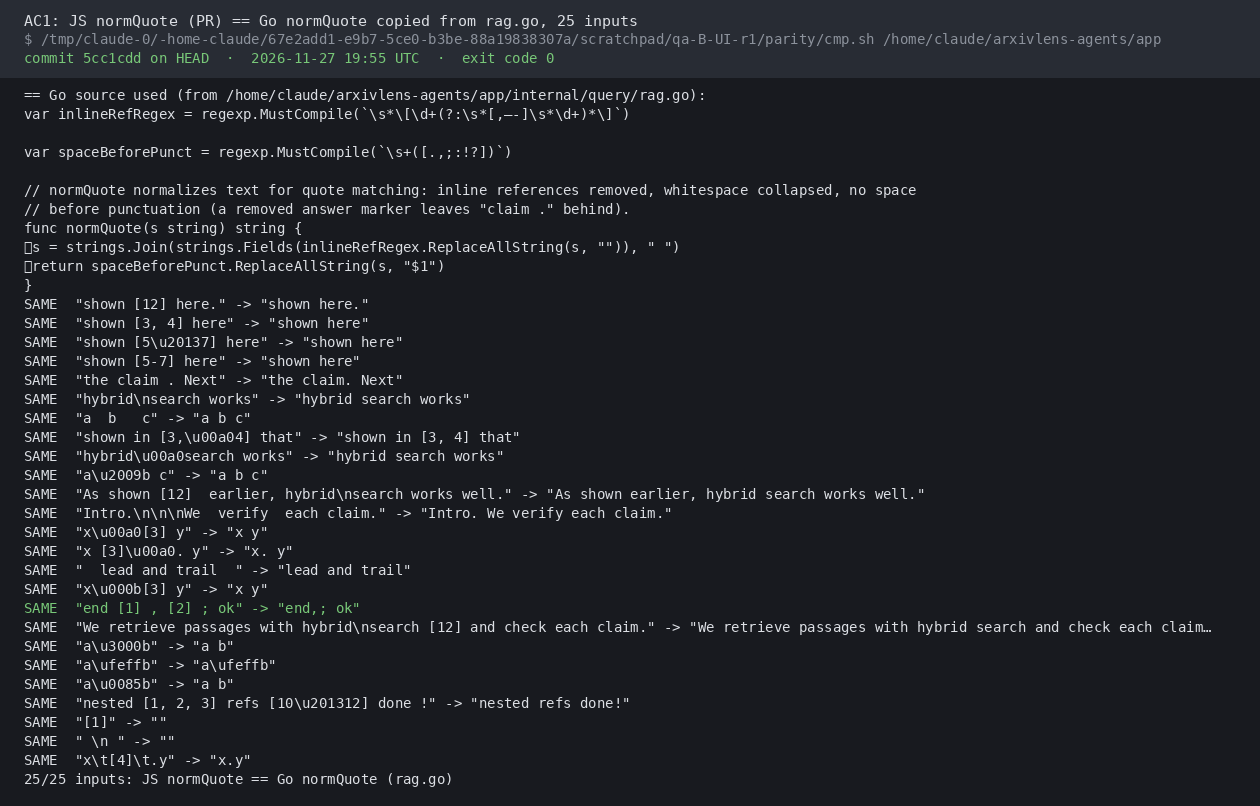 AC1: JS normQuote (PR) == Go normQuote copied from rag.go, 25 inputs
$ /tmp/claude-0/-home-claude/67e2add1-e9b7-5ce0-b3be-88a19838307a/scratchpad/qa-B-UI-r1/parity/cmp.sh /home/claude/arxivlens-agents/app
commit 5cc1cdd on HEAD · 2026-11-27 19:55 UTC · exit code 0
== Go source used (from /home/claude/arxivlens-agents/app/internal/query/rag.go):
var inlineRefRegex = regexp.MustCompile(`\s*\[\d+(?:\s*[,–-]\s*\d+)*\]`)
var spaceBeforePunct = regexp.MustCompile(`\s+([.,;:!?])`)
// normQuote normalizes text for quote matching: inline references removed, whitespace collapsed, no space
// before punctuation (a removed answer marker leaves "claim ." behind).
func normQuote(s string) string {
s = strings.Join(strings.Fields(inlineRefRegex.ReplaceAllString(s, "")), " ")
return spaceBeforePunct.ReplaceAllString(s, "$1")
}
SAME  "shown [12] here." -> "shown here."
SAME  "shown [3, 4] here" -> "shown here"
SAME  "shown [5\u20137] here" -> "shown here"
SAME  "shown [5-7] here" -> "shown here"
SAME  "the claim . Next" -> "the claim. Next"
SAME  "hybrid\nsearch works" -> "hybrid search works"
SAME  "a  b   c" -> "a b c"
SAME  "shown in [3,\u00a04] that" -> "shown in [3, 4] that"
SAME  "hybrid\u00a0search works" -> "hybrid search works"
SAME  "a\u2009b c" -> "a b c"
SAME  "As shown [12]  earlier, hybrid\nsearch works well." -> "As shown earlier, hybrid search works well."
SAME  "Intro.\n\n\nWe  verify  each claim." -> "Intro. We verify each claim."
SAME  "x\u00a0[3] y" -> "x y"
SAME  "x [3]\u00a0. y" -> "x. y"
SAME  "  lead and trail  " -> "lead and trail"
SAME  "x\u000b[3] y" -> "x y"
SAME  "end [1] , [2] ; ok" -> "end,; ok"
SAME  "We retrieve passages with hybrid\nsearch [12] and check each claim." -> "We retrieve passages with hybrid search and check each claim…
SAME  "a\u3000b" -> "a b"
SAME  "a\ufeffb" -> "a\ufeffb"
SAME  "a\u0085b" -> "a b"
SAME  "nested [1, 2, 3] refs [10\u201312] done !" -> "nested refs done!"
SAME  "[1]" -> ""
SAME  " \n " -> ""
SAME  "x\t[4]\t.y" -> "x.y"
25/25 inputs: JS normQuote == Go normQuote (rag.go)